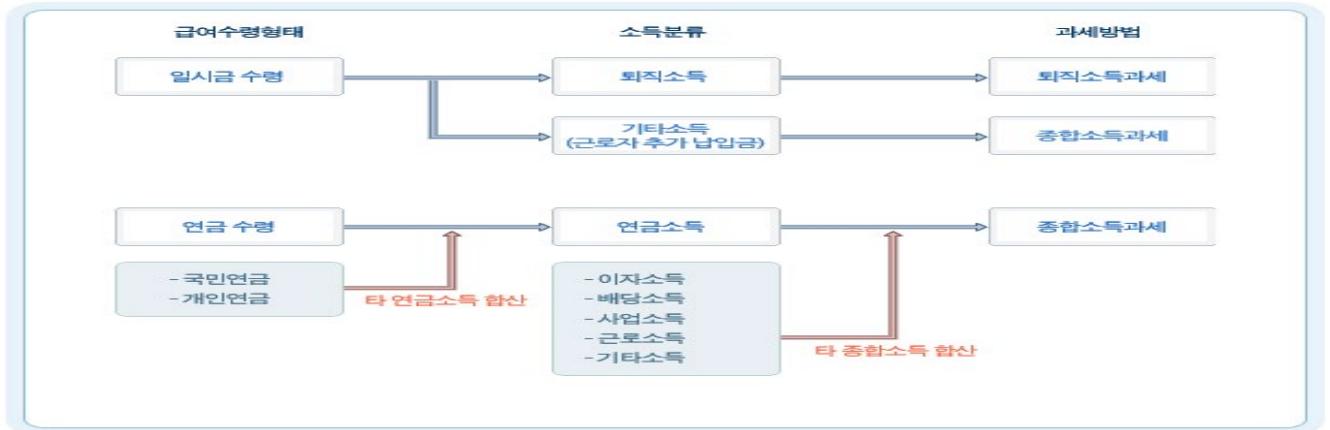 급여수령형태 소득분류 과세방법
일시금 수령 퇴직소득 퇴직소득과세
기타소득
(근로자 추가 납입금)
종합소득과세
연금 수령 연금소득 종합소득과세
- 국민연금
- 개인연금
타 연금소득 합산
- 이자소득
- 배당소득
- 사업소득
- 근로소득
- 기타소득
타 종합소득 합산